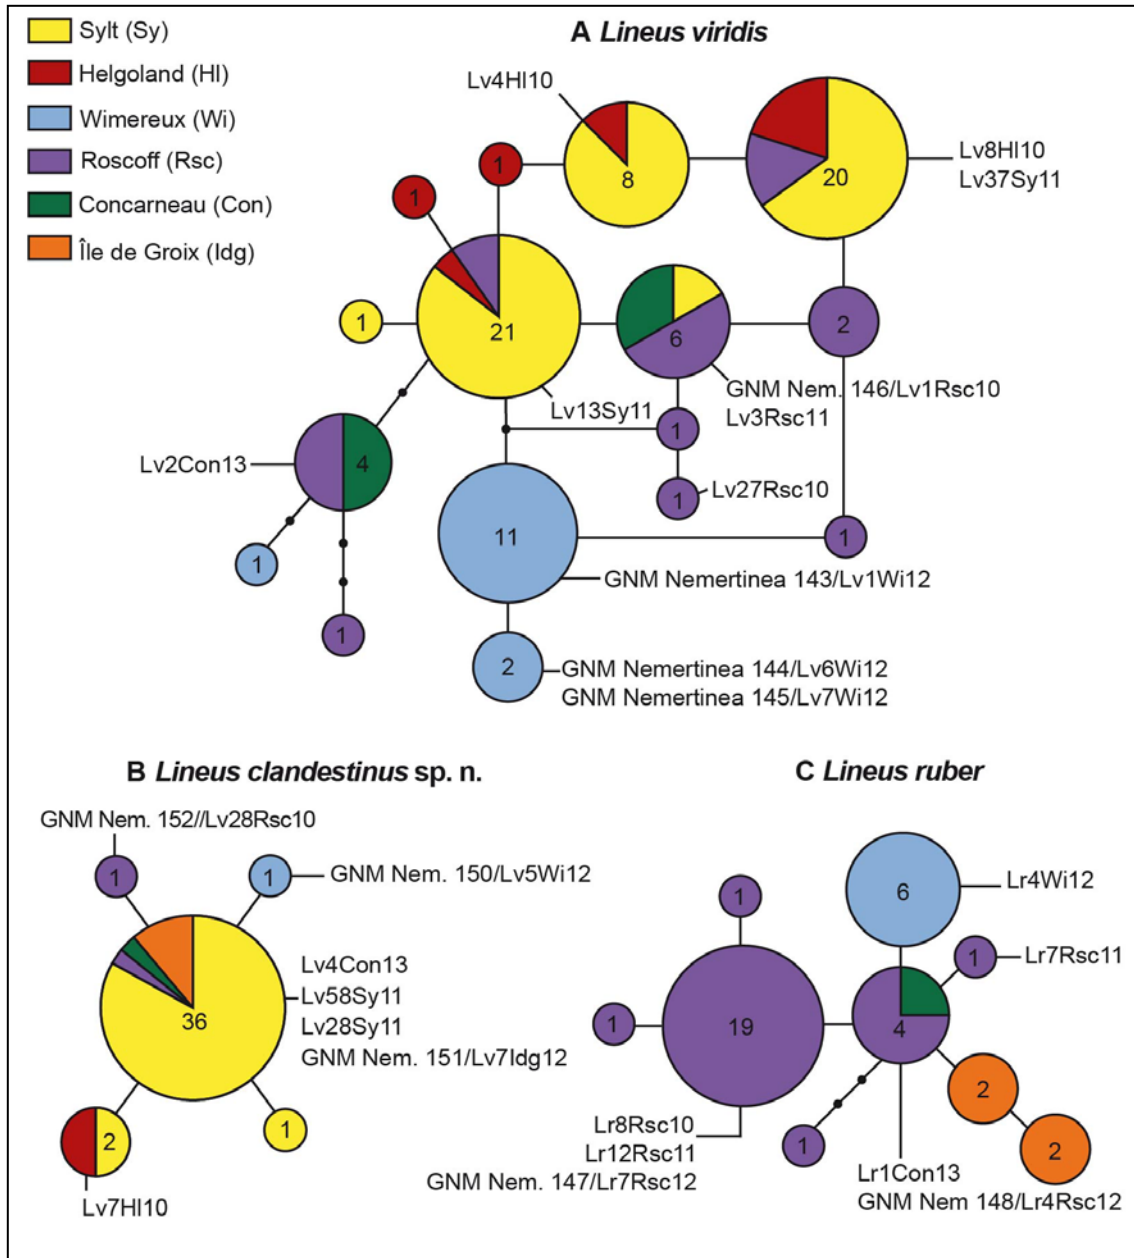 Sylt (Sy)
Helgoland (Hl)
Wimereux (Wi)
Roscoff (Rsc)
Concarneau (Con)
Île de Groix (Idg)
A Lineus viridis
Lv4Hl10
1
1
8
20
Lv8Hl10
Lv37Sy11
1
21
6
2
Lv13Sy11
GNM Nem. 146/Lv1Rsc10
Lv3Rsc11
1
Lv2Con13
4
1
Lv27Rsc10
1
11
1
GNM Nemertinea 143/Lv1Wi12
1
2
GNM Nemertinea 144/Lv6Wi12
GNM Nemertinea 145/Lv7Wi12
B Lineus clandestinus sp. n.
GNM Nem. 152//Lv28Rsc10
1
1
GNM Nem. 150/Lv5Wi12
36
Lv4Con13
Lv58Sy11
Lv28Sy11
GNM Nem. 151/Lv7Idg12
2
1
Lv7Hl10
C Lineus ruber
1
6
Lr4Wi12
1
Lr7Rsc11
1
19
4
2
2
1
Lr8Rsc10
Lr12Rsc11
GNM Nem. 147/Lr7Rsc12
Lr1Con13
GNM Nem 148/Lr4Rsc12